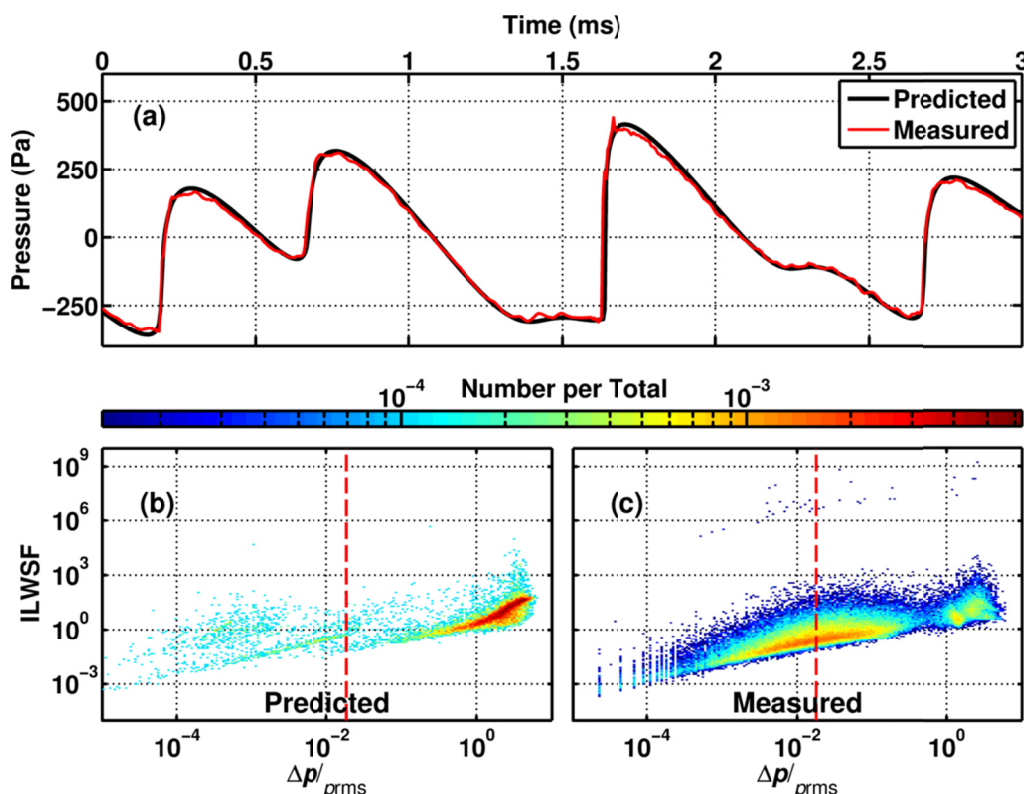 Time (ms)
0 0.5 1 1.5 2 2.5 3
500
250
0
−250
Pressure (Pa)
(a)
Predicted
Measured
Number per Total
10⁻⁴ 10⁻³
10⁹
10⁶
10³
10⁰
10⁻³
ILWSF
(b)
Predicted
10⁻⁴ 10⁻² 10⁰
Δp/prms
(c)
Measured
10⁻⁴ 10⁻² 10⁰
Δp/prms